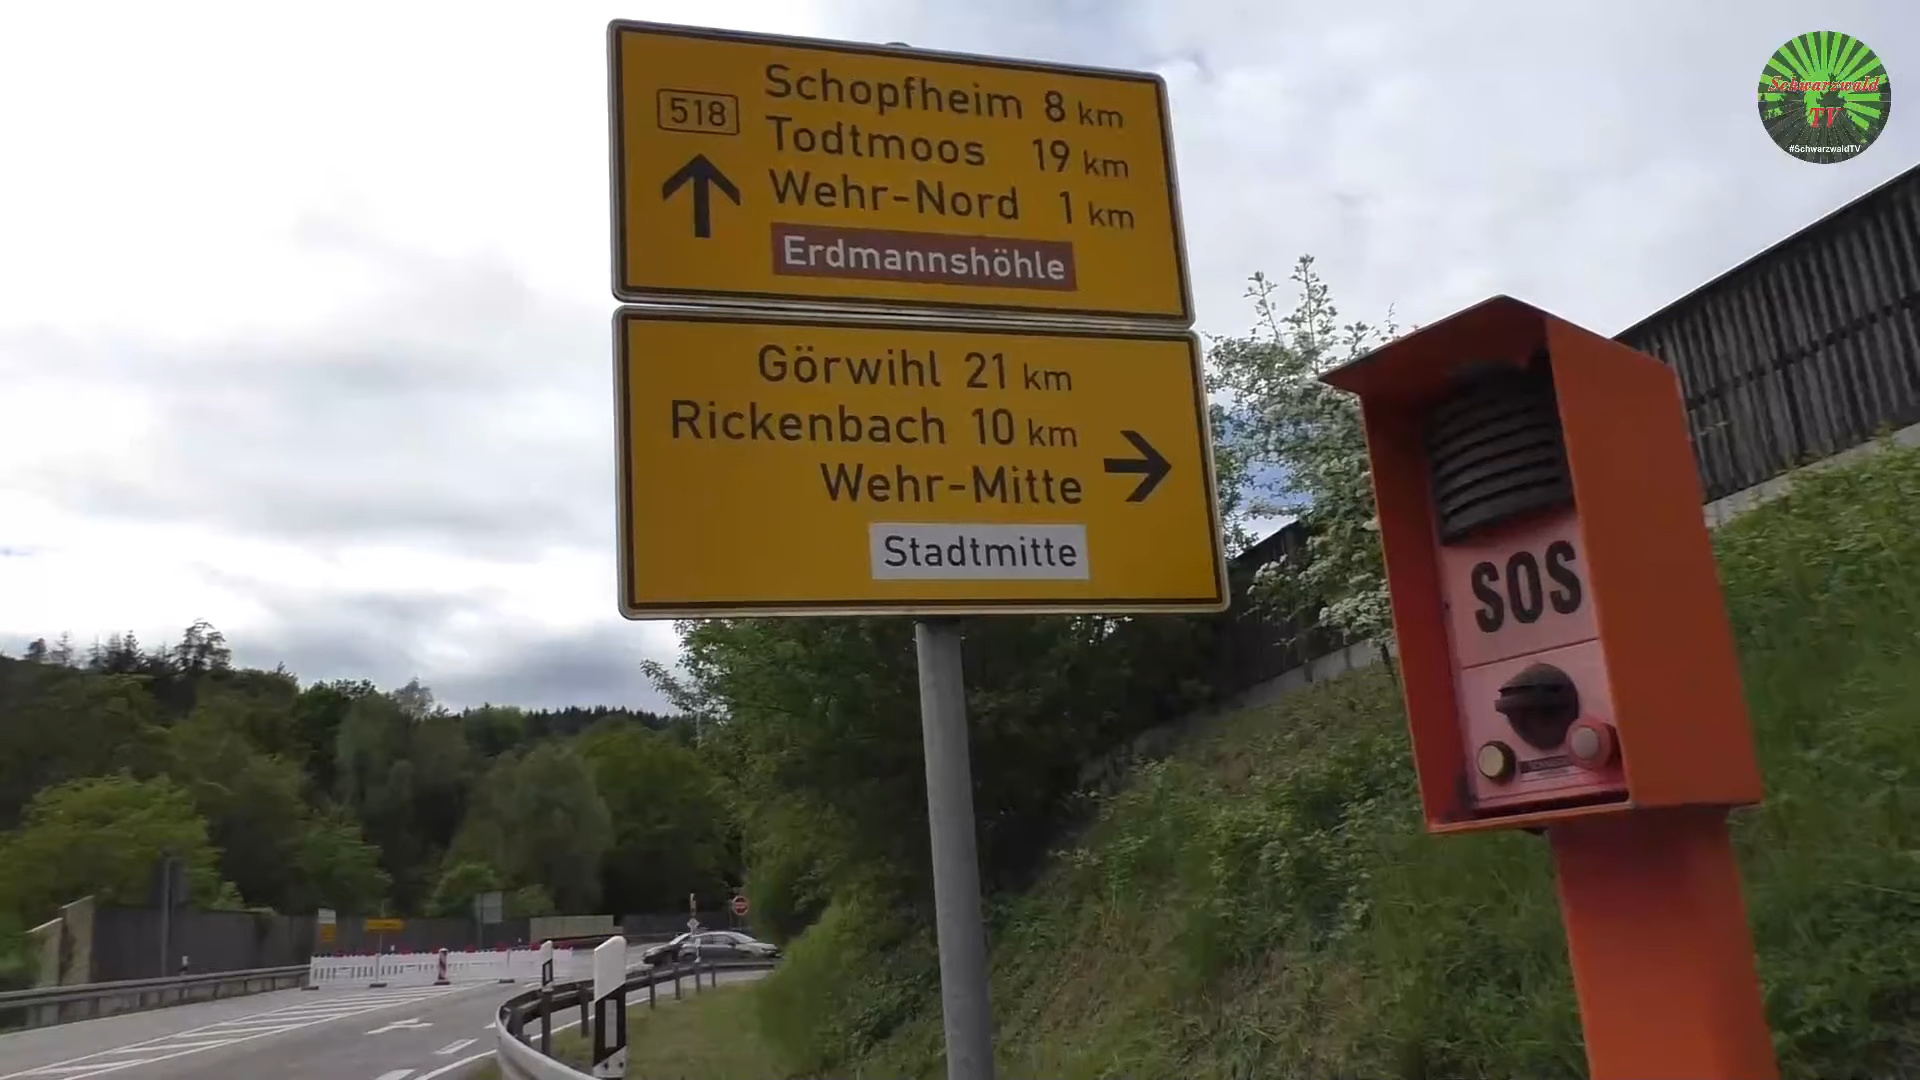 518
Schopfheim 8 km
Todtmoos 19 km
Wehr-Nord 1 km
Erdmannshöhle
Görwihl 21 km
Rickenbach 10 km
Wehr-Mitte
Stadtmitte
SOS
Schwarzwald
TV
#SchwarzwaldTV